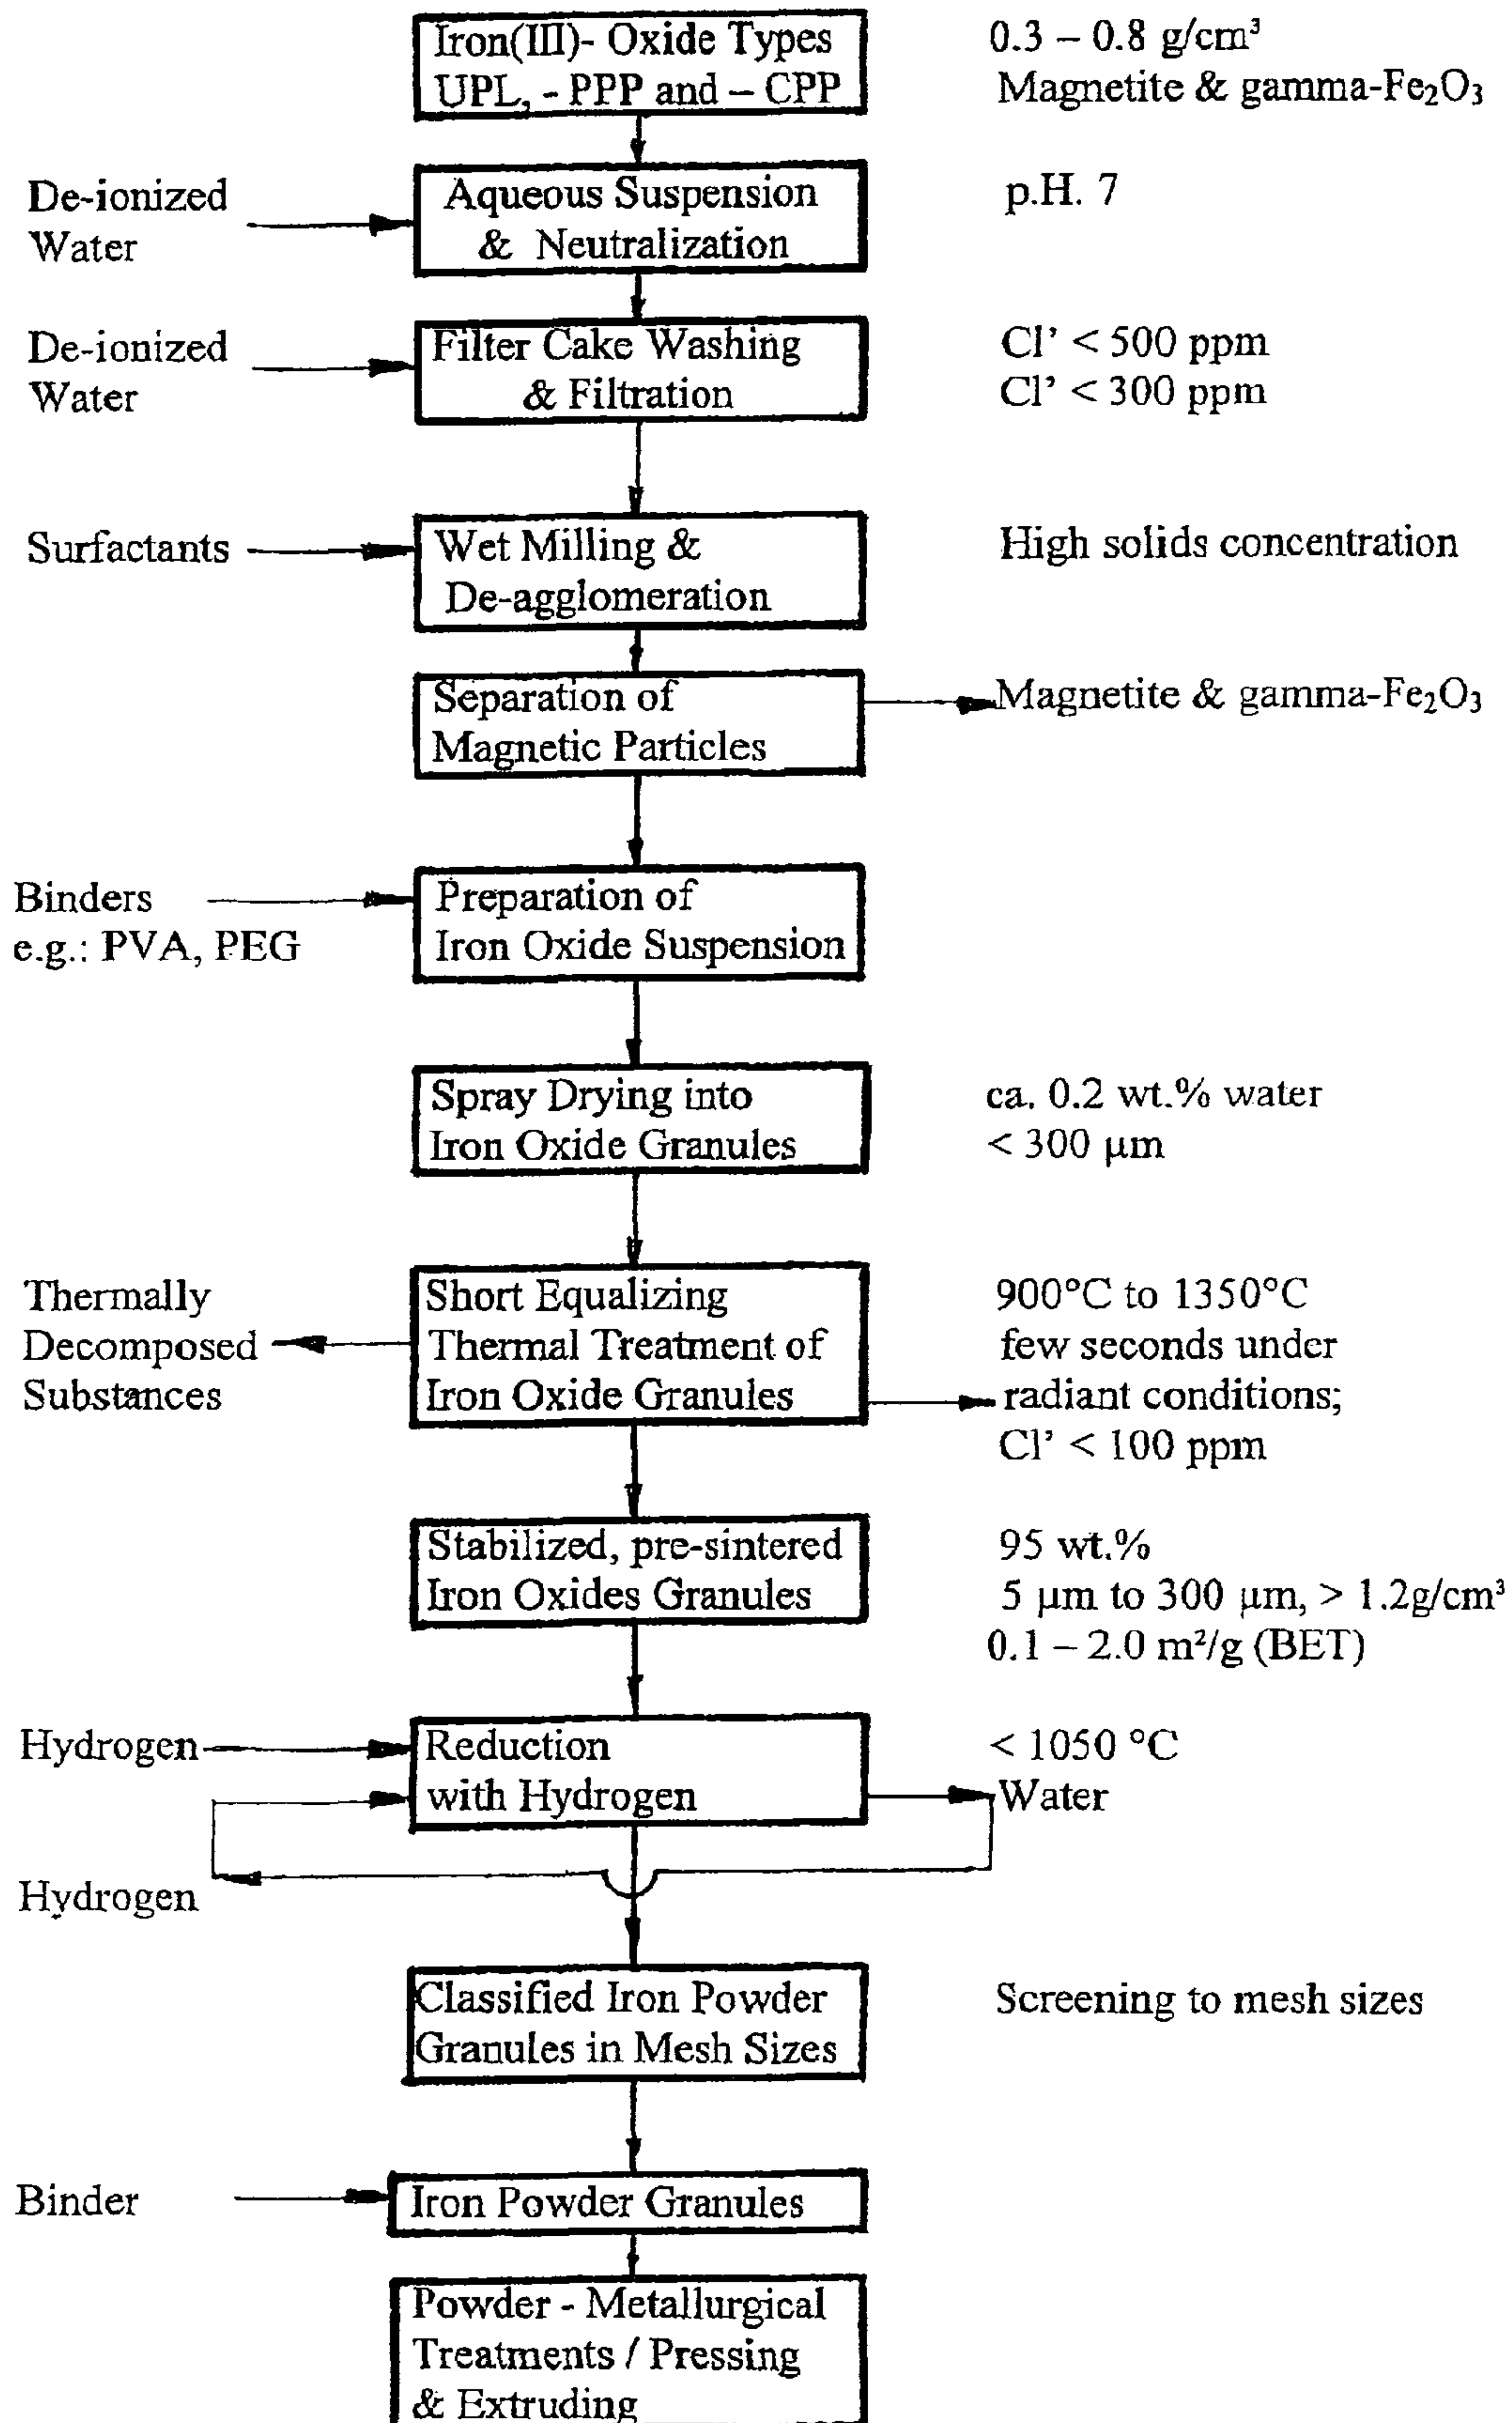 Iron(III)- Oxide Types
UPL, - PPP and – CPP
0.3 – 0.8 g/cm³
Magnetite & gamma-Fe₂O₃
De-ionized
Water
Aqueous Suspension
& Neutralization
p.H. 7
De-ionized
Water
Filter Cake Washing
& Filtration
Cl’ < 500 ppm
Cl’ < 300 ppm
Surfactants
Wet Milling &
De-agglomeration
High solids concentration
Separation of
Magnetic Particles
Magnetite & gamma-Fe₂O₃
Binders
e.g.: PVA, PEG
Preparation of
Iron Oxide Suspension
Spray Drying into
Iron Oxide Granules
ca. 0.2 wt.% water
< 300 µm
Thermally
Decomposed
Substances
Short Equalizing
Thermal Treatment of
Iron Oxide Granules
900°C to 1350°C
few seconds under
radiant conditions;
Cl’ < 100 ppm
Stabilized, pre-sintered
Iron Oxides Granules
95 wt.%
5 µm to 300 µm, > 1.2g/cm³
0.1 – 2.0 m²/g (BET)
Hydrogen
Reduction
with Hydrogen
< 1050 °C
Water
Hydrogen
Classified Iron Powder
Granules in Mesh Sizes
Screening to mesh sizes
Binder
Iron Powder Granules
Powder - Metallurgical
Treatments / Pressing
& Extruding